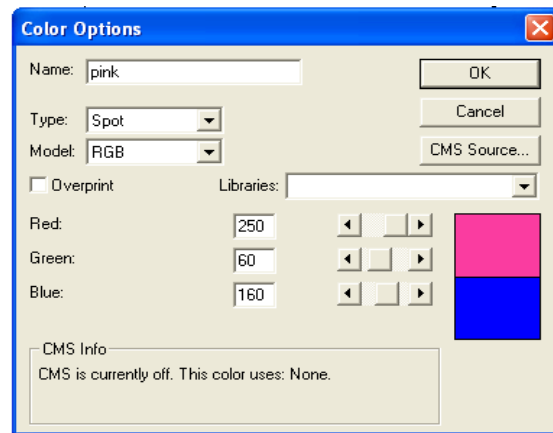 Color Options
Name: pink
OK
Type: Spot
Cancel
Model: RGB
CMS Source...
Overprint Libraries:
Red: 250
Green: 60
Blue: 160
CMS Info
CMS is currently off. This color uses: None.